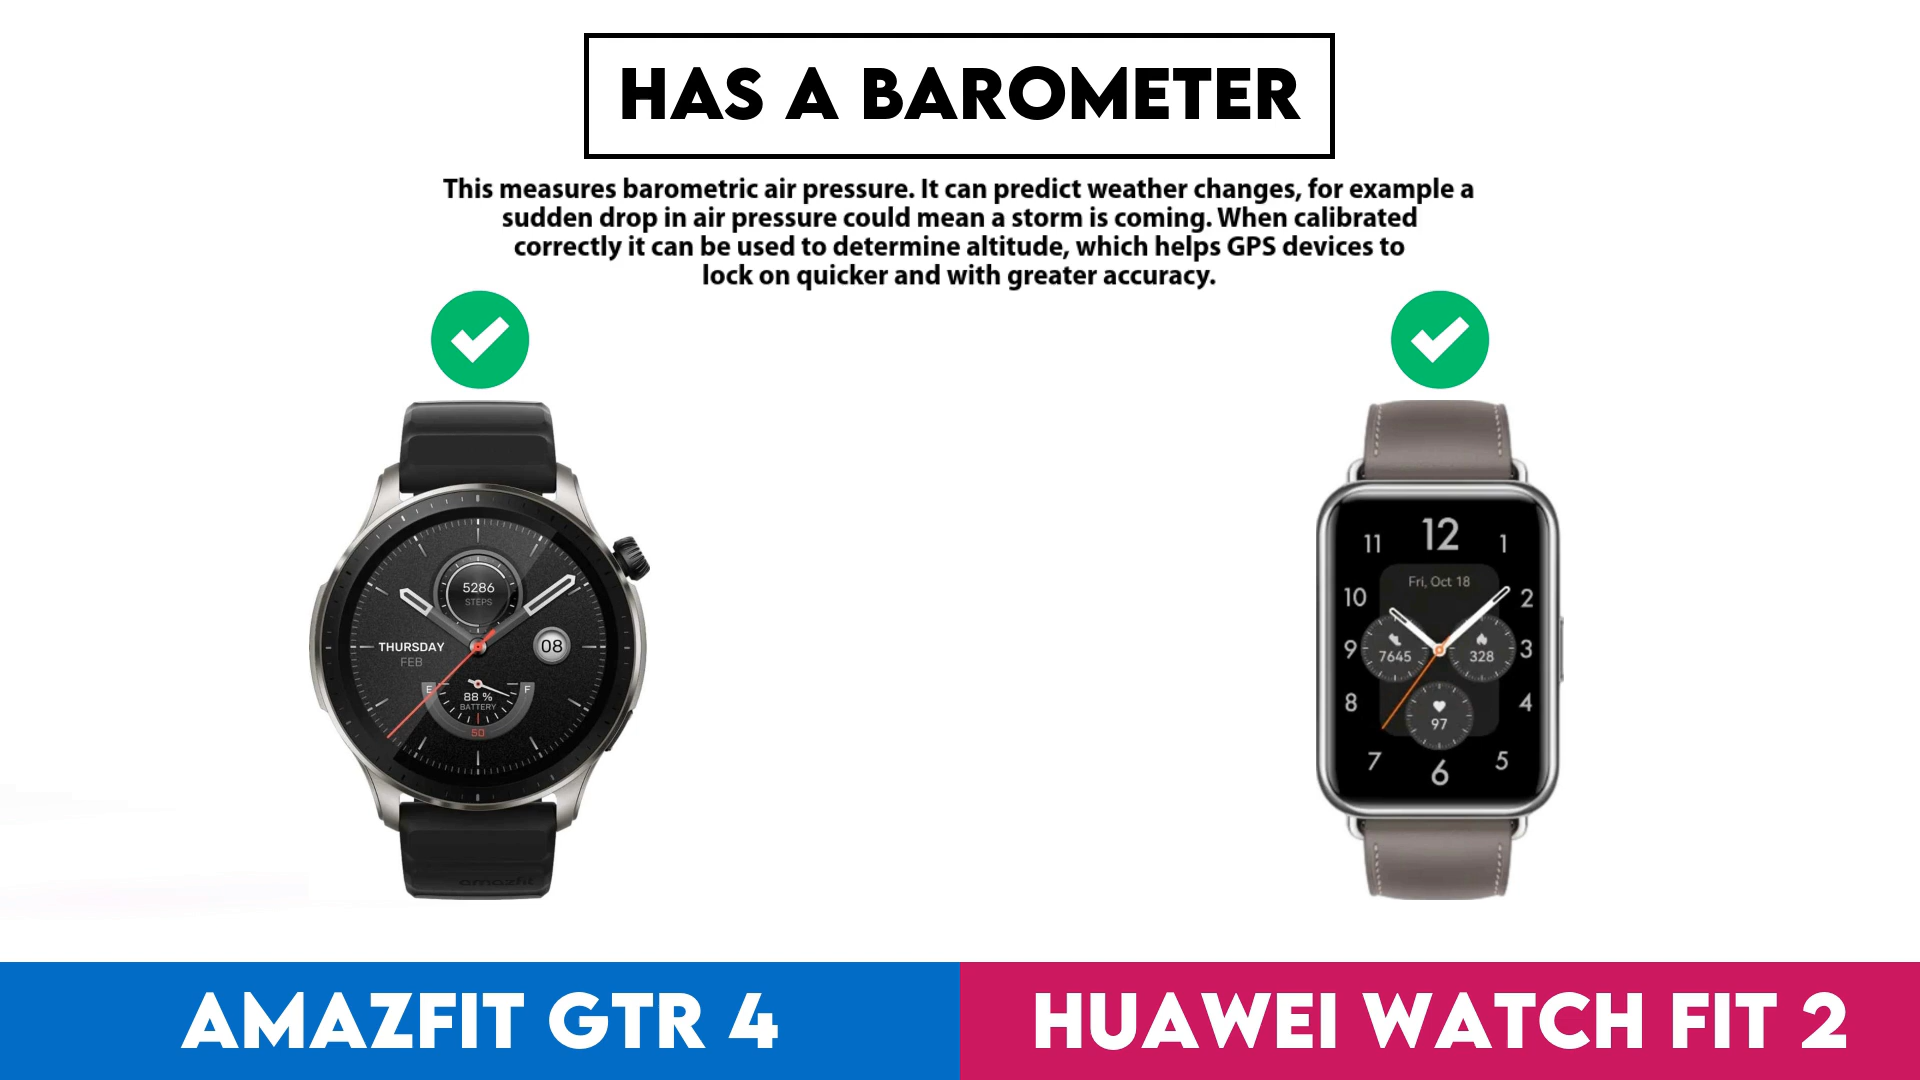 HAS A BAROMETER
This measures barometric air pressure. It can predict weather changes, for example a
sudden drop in air pressure could mean a storm is coming. When calibrated
correctly it can be used to determine altitude, which helps GPS devices to
lock on quicker and with greater accuracy.
5286
STEPS
THURSDAY
FEB
08
E
F
88 %
BATTERY
50
amazfit
12
11
1
Fri, Oct 18
10
2
9
7645
328
3
8
97
4
7
5
6
AMAZFIT GTR 4
HUAWEI WATCH FIT 2